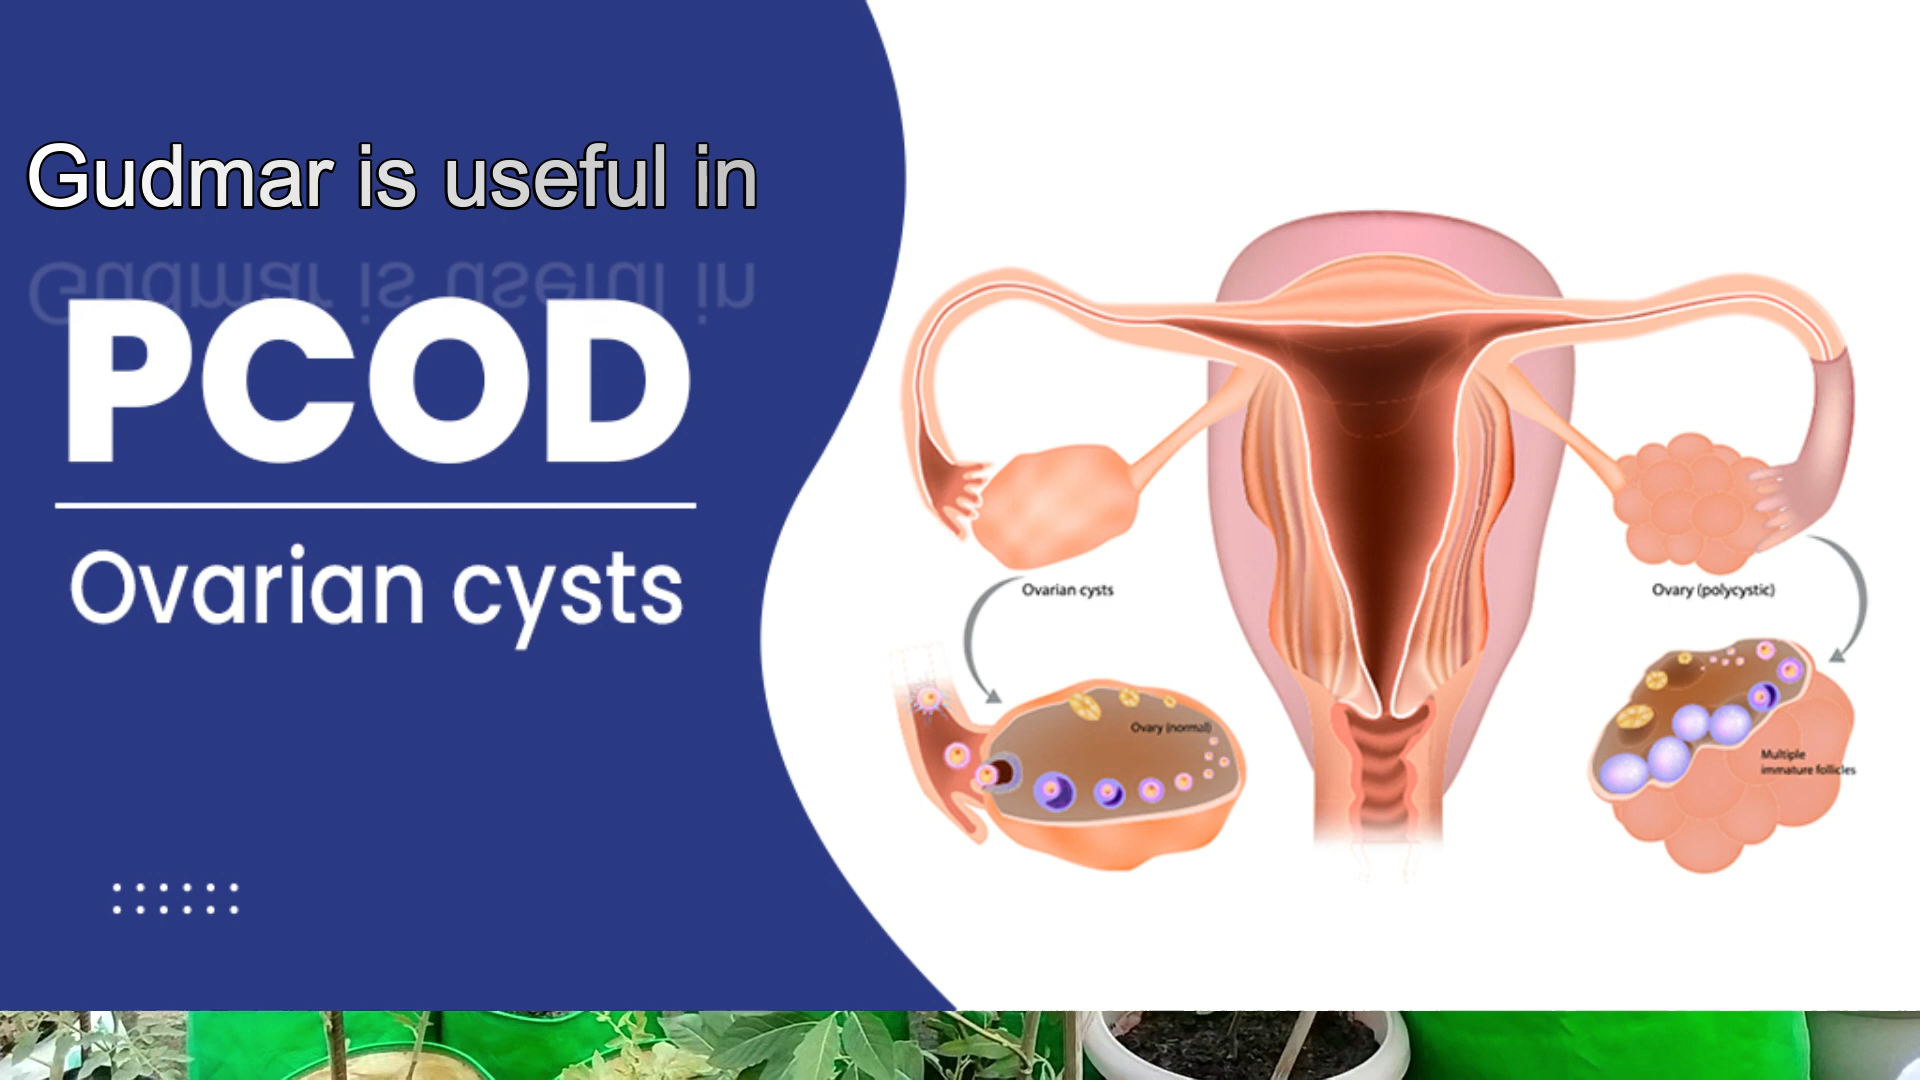 Gudmar is useful in
PCOD
Ovarian cysts
Ovarian cysts
Ovary (polycystic)
Ovary (normal)
Multiple
immature follicles